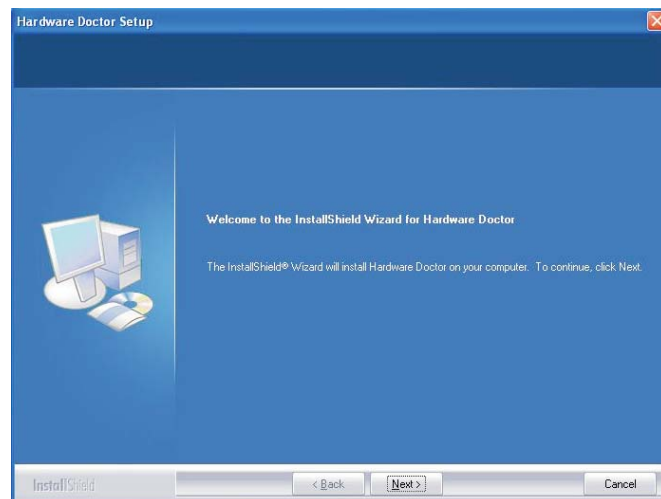 Hardware Doctor Setup
Welcome to the InstallShield Wizard for Hardware Doctor
The InstallShield® Wizard will install Hardware Doctor on your computer. To continue, click Next.
InstallShield
< Back
Next >
Cancel